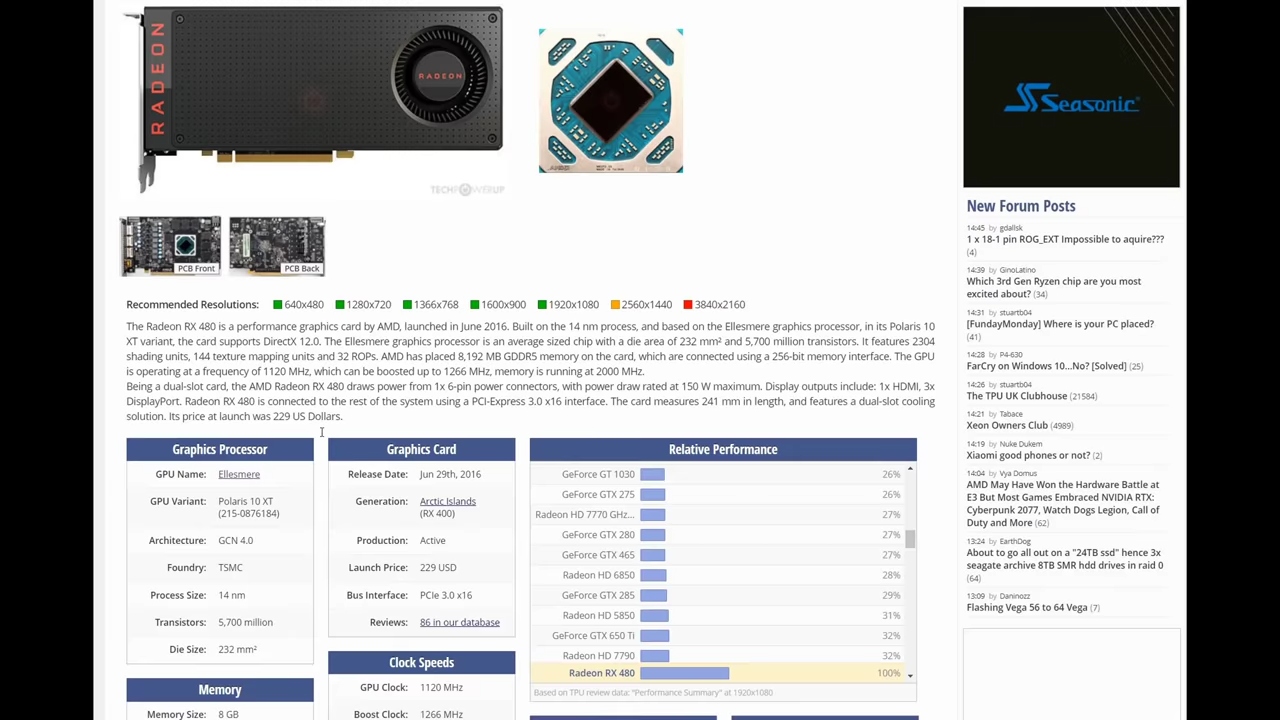 RADEON
RADEON
TECHPOWERUP
Seasonic®
PCB Front
PCB Back
Recommended Resolutions: 640x480 1280x720 1366x768 1600x900 1920x1080 2560x1440 3840x2160
The Radeon RX 480 is a performance graphics card by AMD, launched in June 2016. Built on the 14 nm process, and based on the Ellesmere graphics processor, in its Polaris 10
XT variant, the card supports DirectX 12.0. The Ellesmere graphics processor is an average sized chip with a die area of 232 mm² and 5,700 million transistors. It features 2304
shading units, 144 texture mapping units and 32 ROPs. AMD has placed 8,192 MB GDDR5 memory on the card, which are connected using a 256-bit memory interface. The GPU
is operating at a frequency of 1120 MHz, which can be boosted up to 1266 MHz, memory is running at 2000 MHz.
Being a dual-slot card, the AMD Radeon RX 480 draws power from 1x 6-pin power connectors, with power draw rated at 150 W maximum. Display outputs include: 1x HDMI, 3x
DisplayPort. Radeon RX 480 is connected to the rest of the system using a PCI-Express 3.0 x16 interface. The card measures 241 mm in length, and features a dual-slot cooling
solution. Its price at launch was 229 US Dollars.
Graphics Processor
GPU Name: Ellesmere
GPU Variant: Polaris 10 XT
(215-0876184)
Architecture: GCN 4.0
Foundry: TSMC
Process Size: 14 nm
Transistors: 5,700 million
Die Size: 232 mm²
Memory
Memory Size: 8 GB
Graphics Card
Release Date: Jun 29th, 2016
Generation: Arctic Islands
(RX 400)
Production: Active
Launch Price: 229 USD
Bus Interface: PCIe 3.0 x16
Reviews: 86 in our database
Clock Speeds
GPU Clock: 1120 MHz
Boost Clock: 1266 MHz
Relative Performance
GeForce GT 1030 26%
GeForce GTX 275 26%
Radeon HD 7770 GHz... 27%
GeForce GTX 280 27%
GeForce GTX 465 27%
Radeon HD 6850 28%
GeForce GTX 285 29%
Radeon HD 5850 31%
GeForce GTX 650 Ti 32%
Radeon HD 7790 32%
Radeon RX 480 100%
Based on TPU review data: "Performance Summary" at 1920x1080
New Forum Posts
14:45 by gdallsk
1 x 18-1 pin ROG_EXT Impossible to aquire???
(4)
14:39 by GinoLatino
Which 3rd Gen Ryzen chip are you most
excited about? (34)
14:31 by stuartb04
[FundayMonday] Where is your PC placed?
(41)
14:28 by P4-630
FarCry on Windows 10...No? [Solved] (25)
14:26 by stuartb04
The TPU UK Clubhouse (21584)
14:21 by Tabace
Xeon Owners Club (4989)
14:19 by Nuke Dukem
Xiaomi good phones or not? (2)
14:04 by Vya Domus
AMD May Have Won the Hardware Battle at
E3 But Most Games Embraced NVIDIA RTX:
Cyberpunk 2077, Watch Dogs Legion, Call of
Duty and More (62)
13:24 by EarthDog
About to go all out on a "24TB ssd" hence 3x
seagate archive 8TB SMR hdd drives in raid 0
(64)
13:09 by Daninozz
Flashing Vega 56 to 64 Vega (7)